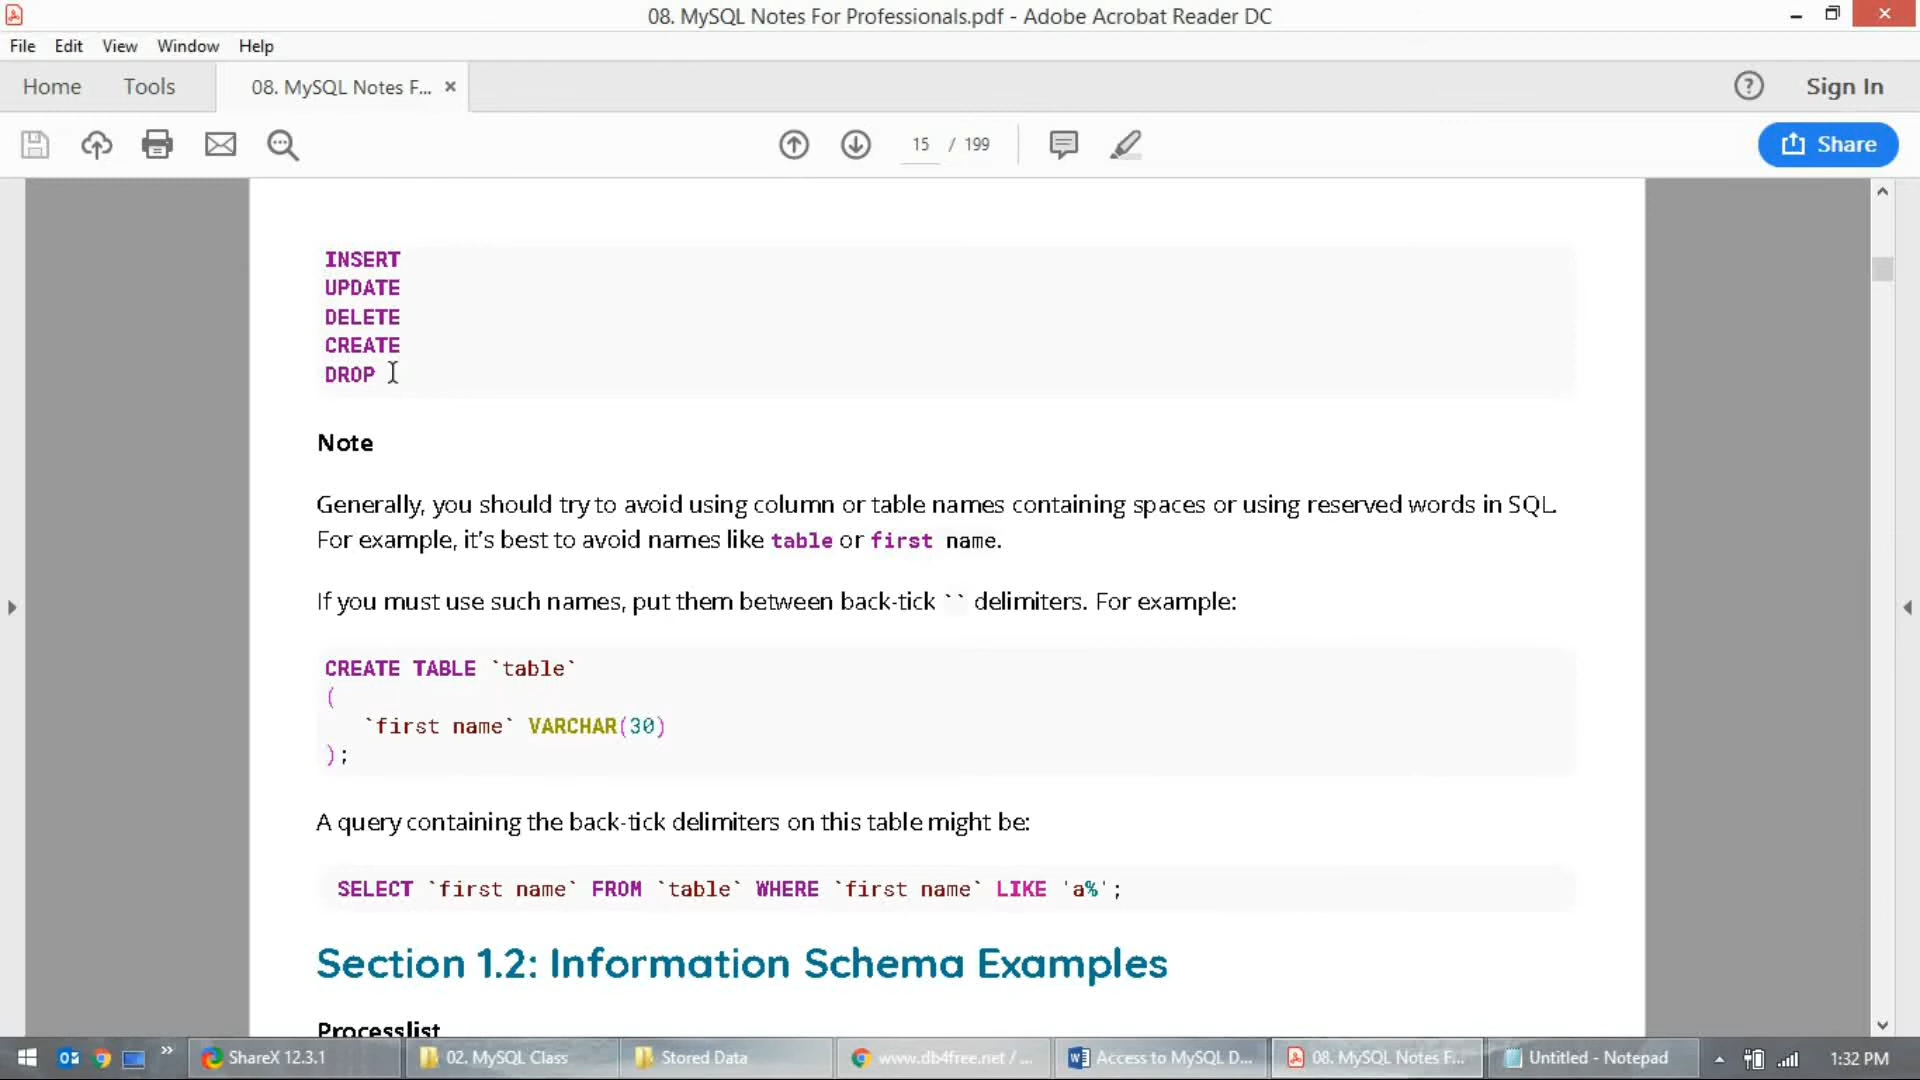 08. MySQL Notes For Professionals.pdf - Adobe Acrobat Reader DC
File Edit View Window Help
Home Tools 08. MySQL Notes F... × ? Sign In
15 / 199 Share
INSERT
UPDATE
DELETE
CREATE
DROP
Note
Generally, you should try to avoid using column or table names containing spaces or using reserved words in SQL.
For example, it's best to avoid names like table or first name.
If you must use such names, put them between back-tick `` delimiters. For example:
CREATE TABLE `table`
(
`first name` VARCHAR(30)
);
A query containing the back-tick delimiters on this table might be:
SELECT `first name` FROM `table` WHERE `first name` LIKE 'a%';
Section 1.2: Information Schema Examples
Processlist
ShareX 12.3.1 02. MySQL Class Stored Data www.db4free.net / ... Access to MySQL D... 08. MySQL Notes F... Untitled - Notepad 1:32 PM